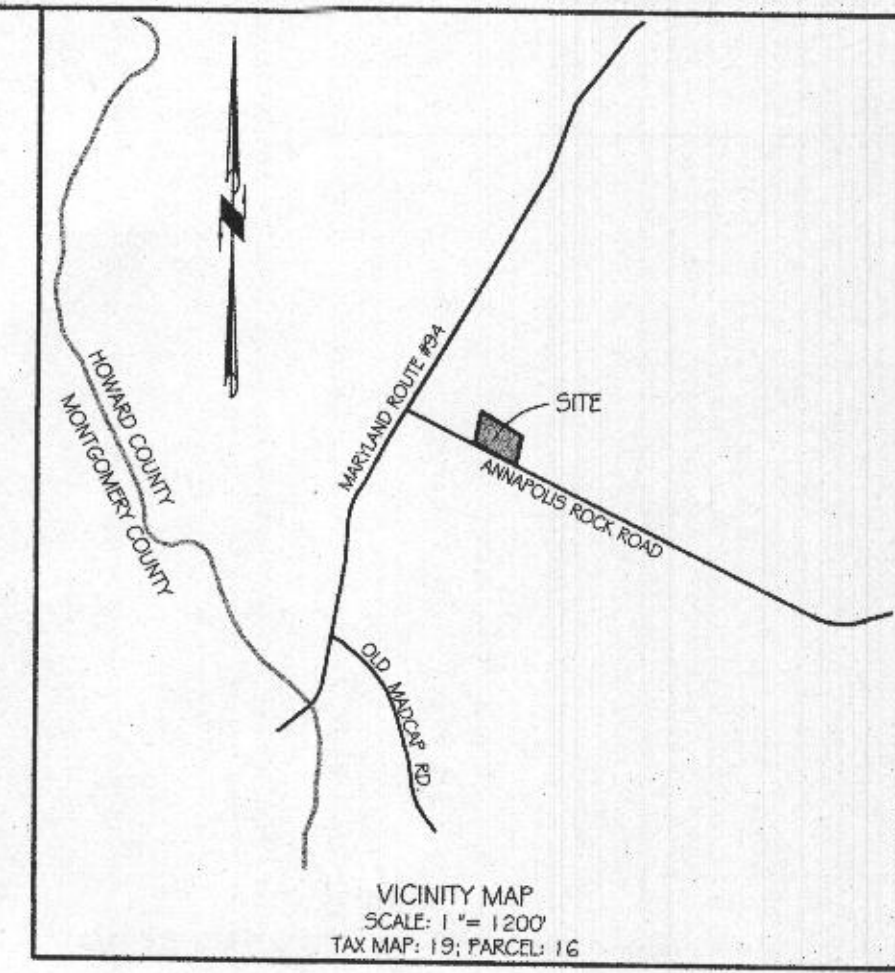 HOWARD COUNTY
MONTGOMERY COUNTY
MARYLAND ROUTE #94
SITE
ANNAPOLIS ROCK ROAD
OLD MADCAP RD.
VICINITY MAP
SCALE: 1 "= 1200'
TAX MAP: 19; PARCEL: 16